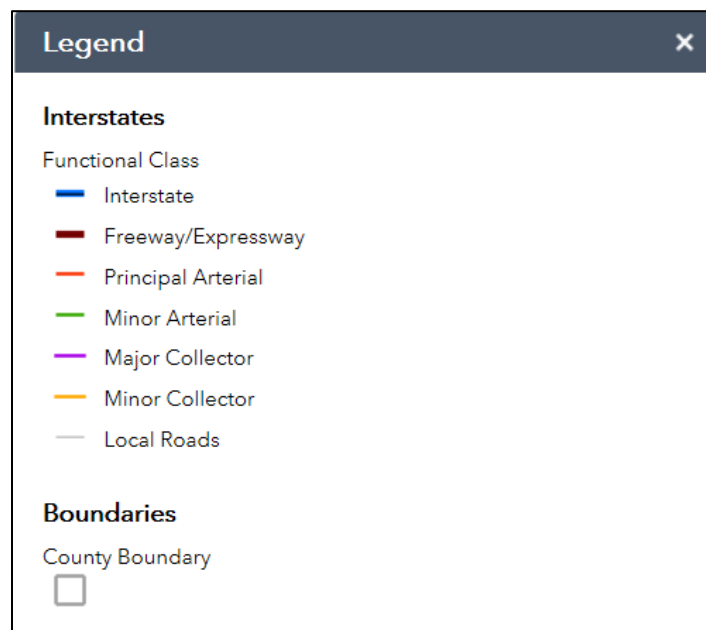 Legend
Interstates
Functional Class
Interstate
Freeway/Expressway
Principal Arterial
Minor Arterial
Major Collector
Minor Collector
Local Roads
Boundaries
County Boundary